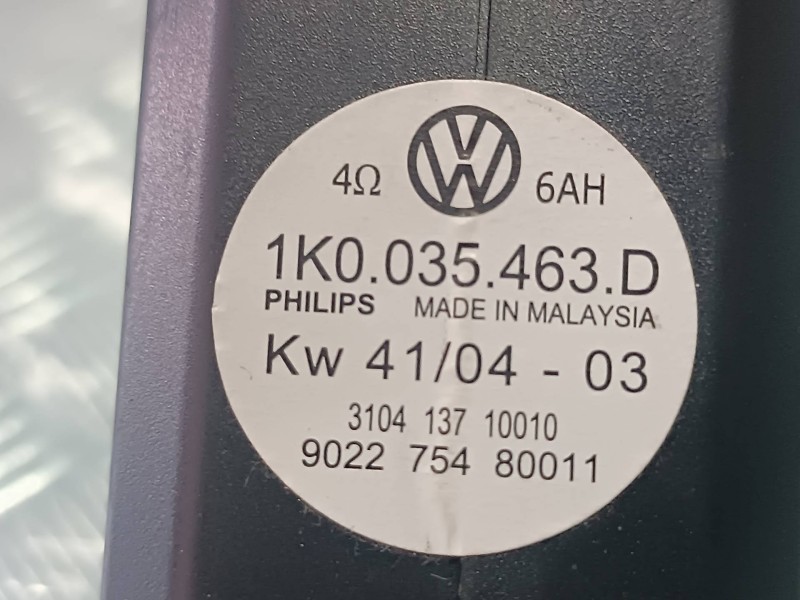 4Ω 6AH
1K0.035.463.D
PHILIPS MADE IN MALAYSIA
Kw 41/04 - 03
3104 137 10010
9022 754 80011